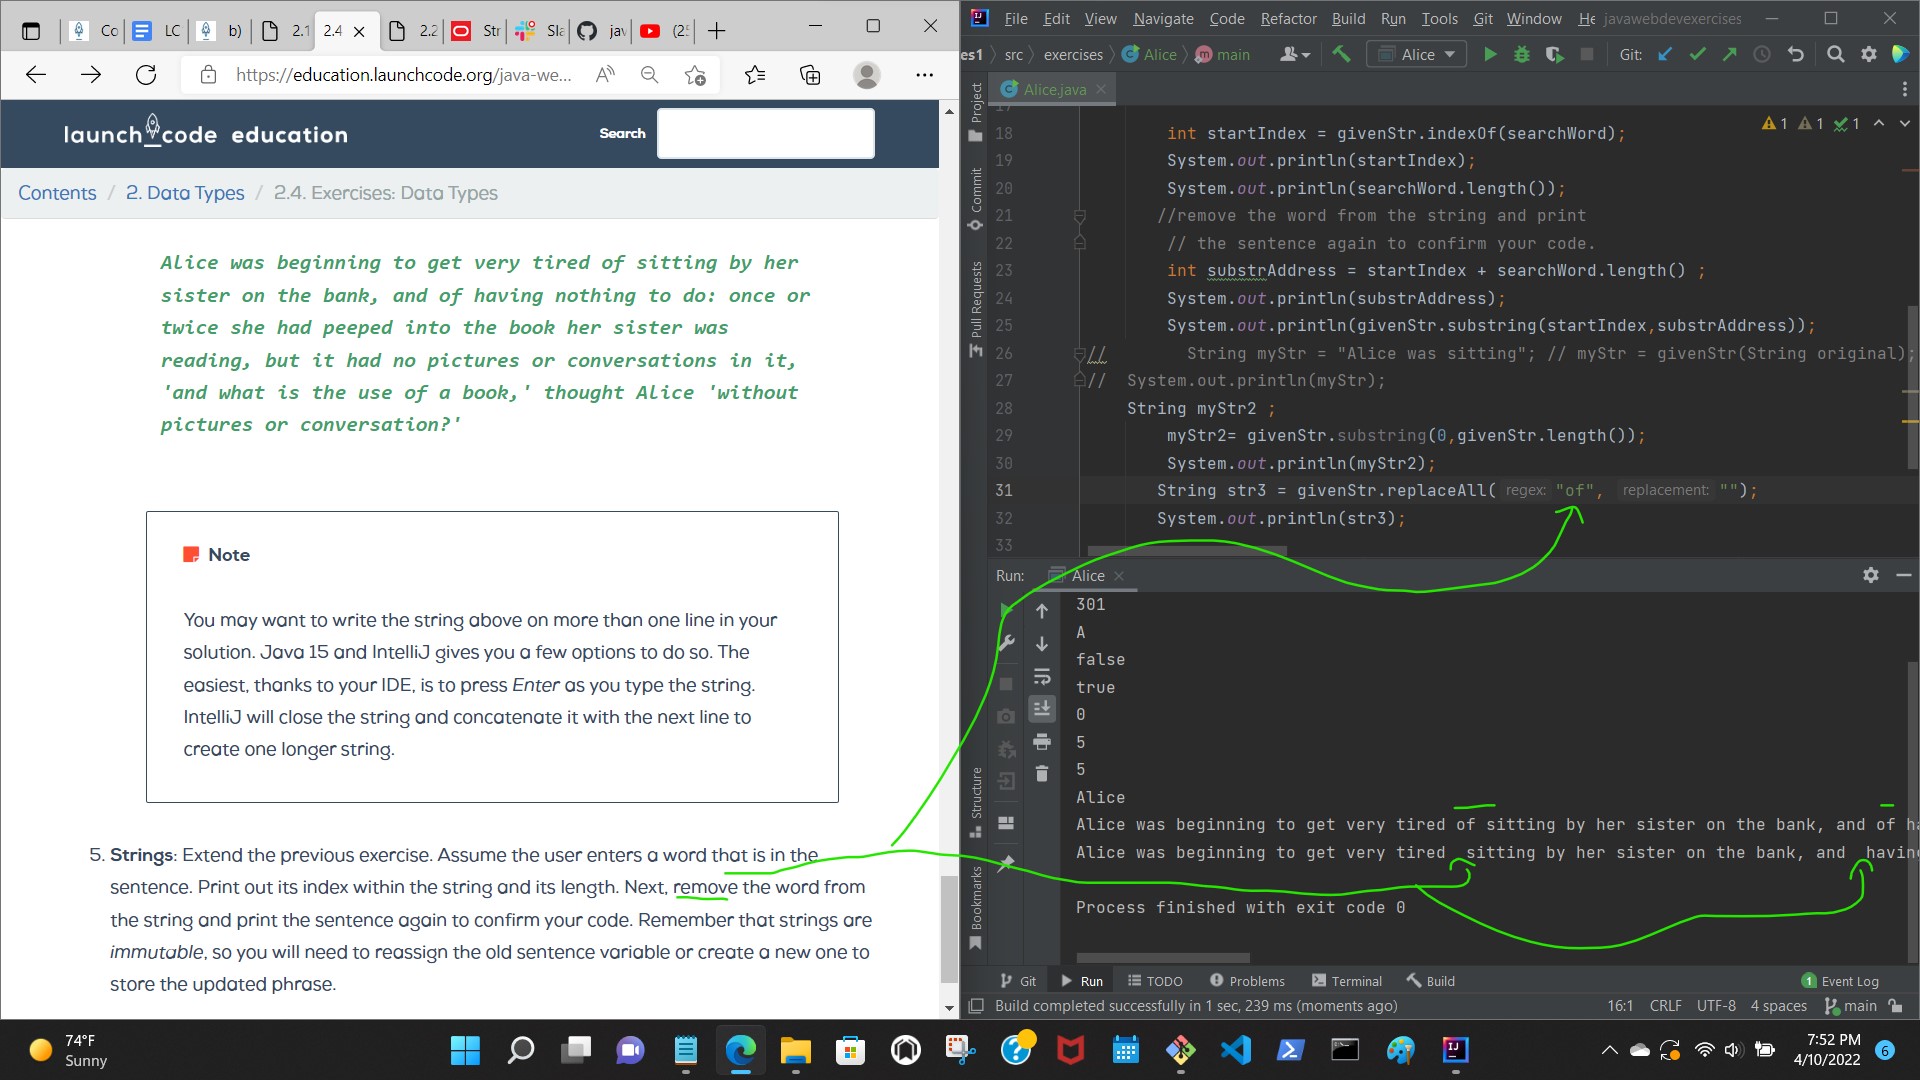 Co
LC
b)
2.1
2.4
2.2
Str
Sla
jav
(2
https://education.launchcode.org/java-we...
launch_code education
Search
Contents / 2. Data Types / 2.4. Exercises: Data Types
Alice was beginning to get very tired of sitting by her
sister on the bank, and of having nothing to do: once or
twice she had peeped into the book her sister was
reading, but it had no pictures or conversations in it,
'and what is the use of a book,' thought Alice 'without
pictures or conversation?'
Note
You may want to write the string above on more than one line in your
solution. Java 15 and IntelliJ gives you a few options to do so. The
easiest, thanks to your IDE, is to press Enter as you type the string.
IntelliJ will close the string and concatenate it with the next line to
create one longer string.
5. Strings: Extend the previous exercise. Assume the user enters a word that is in the
sentence. Print out its index within the string and its length. Next, remove the word from
the string and print the sentence again to confirm your code. Remember that strings are
immutable, so you will need to reassign the old sentence variable or create a new one to
store the updated phrase.
File Edit View Navigate Code Refactor Build Run Tools Git Window He javawebdevexercises
es1 src exercises Alice main Alice Git:
Alice.java
Project
Commit
Pull Requests
Structure
Bookmarks
1 1 1
17
18 int startIndex = givenStr.indexOf(searchWord);
19 System.out.println(startIndex);
20 System.out.println(searchWord.length());
21 //remove the word from the string and print
22 // the sentence again to confirm your code.
23 int substrAddress = startIndex + searchWord.length() ;
24 System.out.println(substrAddress);
25 System.out.println(givenStr.substring(startIndex,substrAddress));
26 // String myStr = "Alice was sitting"; // myStr = givenStr(String original);
27 // System.out.println(myStr);
28 String myStr2 ;
29 myStr2= givenStr.substring(0,givenStr.length());
30 System.out.println(myStr2);
31 String str3 = givenStr.replaceAll( regex: "of", replacement: "");
32 System.out.println(str3);
33
Run: Alice
301
A
false
true
0
5
5
Alice
Alice was beginning to get very tired of sitting by her sister on the bank, and of ha
Alice was beginning to get very tired  sitting by her sister on the bank, and  havin
Process finished with exit code 0
Git Run TODO Problems Terminal Build 1 Event Log
Build completed successfully in 1 sec, 239 ms (moments ago) 16:1 CRLF UTF-8 4 spaces main
74°F
Sunny
7:52 PM
4/10/2022
6